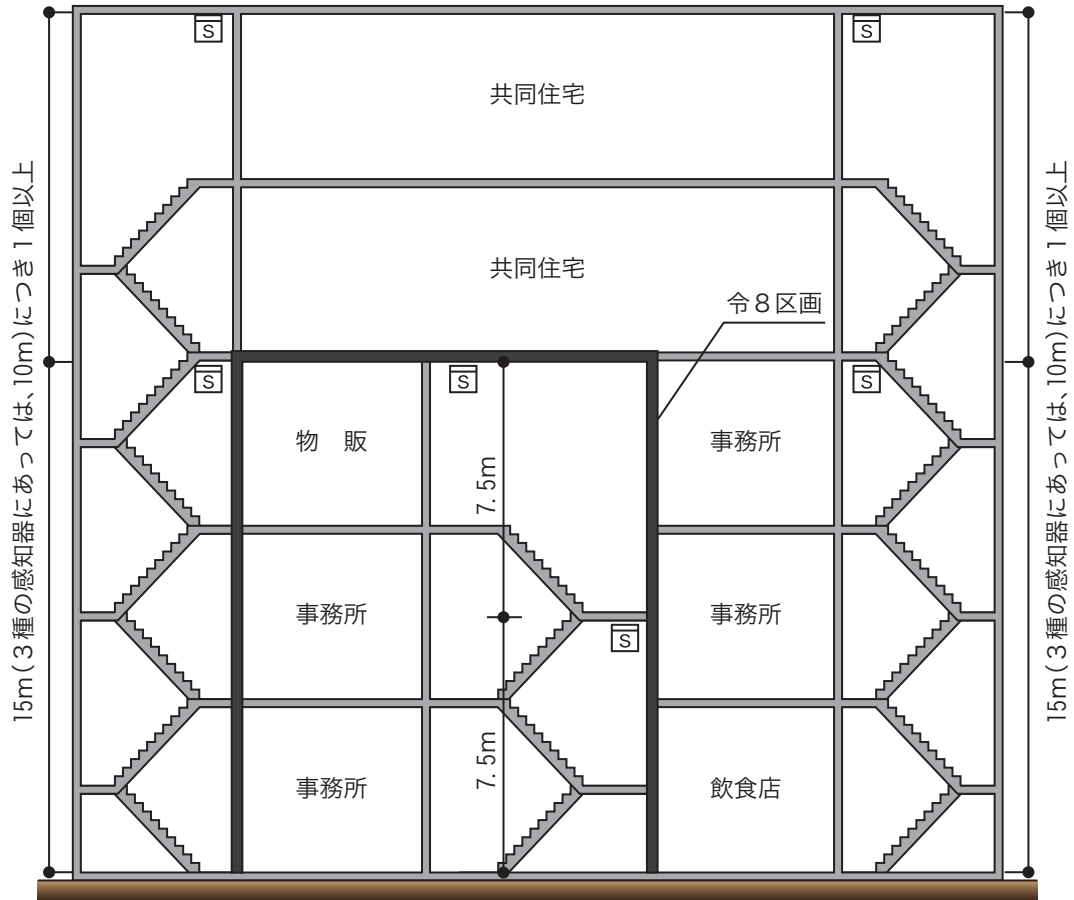 S
S
共同住宅
共同住宅
令８区画
S
S
S
物　販
事務所
7.5m
事務所
事務所
S
7.5m
事務所
飲食店
15m（３種の感知器にあっては、10m）につき１個以上
15m（３種の感知器にあっては、10m）につき１個以上